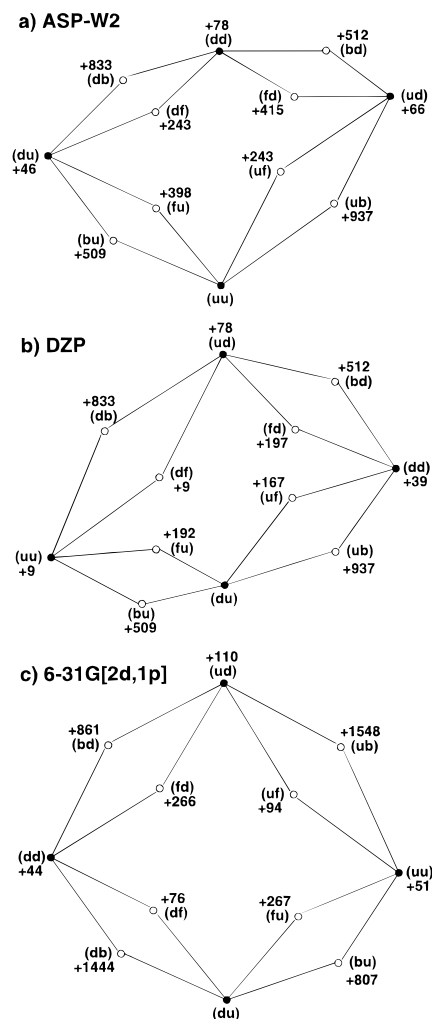 a) ASP-W2
+78
(dd)
+512
(bd)
+833
(db)
(df)
+243
(fd)
+415
(ud)
+66
(du)
+46
+243
(uf)
+398
(fu)
(ub)
+937
(bu)
+509
(uu)
b) DZP
+78
(ud)
+512
(bd)
+833
(db)
(fd)
+197
(dd)
+39
(df)
+9
+167
(uf)
+192
(fu)
(ub)
+937
(uu)
+9
(du)
(bu)
+509
c) 6-31G[2d,1p]
+110
(ud)
+861
(bd)
+1548
(ub)
(fd)
+266
(uf)
+94
(dd)
+44
(uu)
+51
+76
(df)
+267
(fu)
(db)
+1444
(bu)
+807
(du)